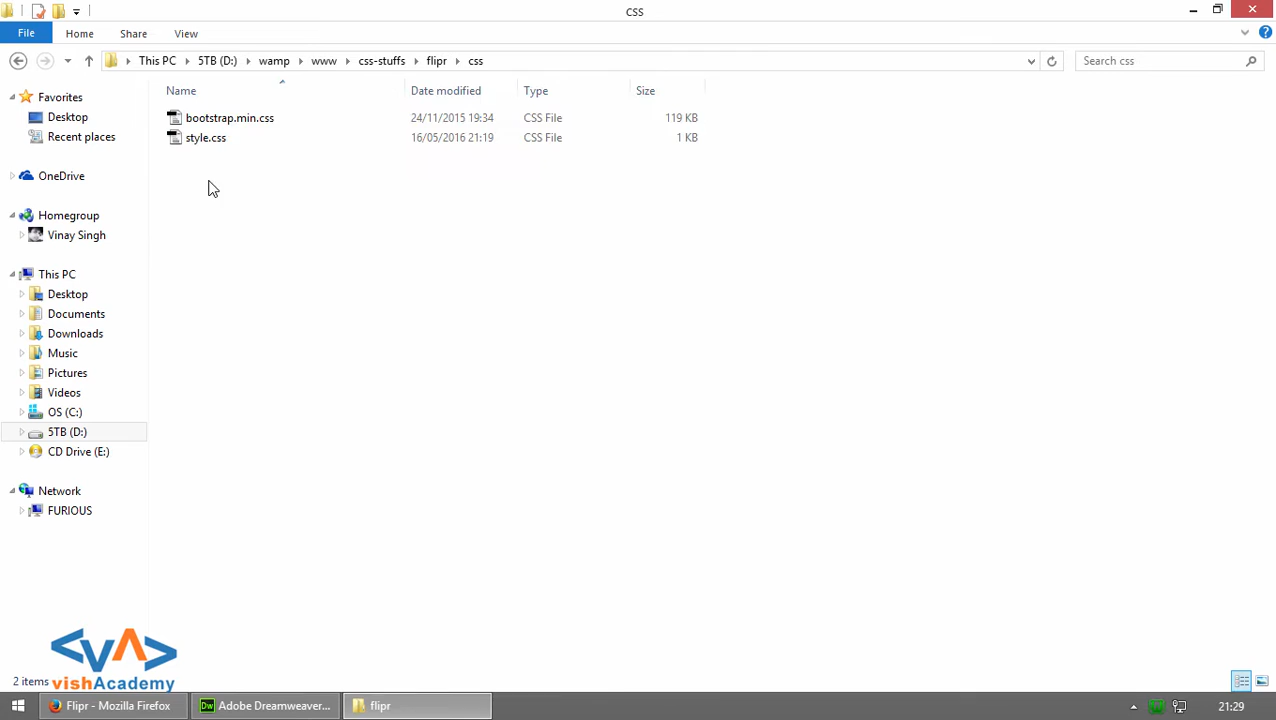 CSS
File Home Share View
This PC 5TB (D:) wamp www css-stuffs flipr css Search css
Name Date modified Type Size
bootstrap.min.css 24/11/2015 19:34 CSS File 119 KB
style.css 16/05/2016 21:19 CSS File 1 KB
Favorites
Desktop
Recent places
OneDrive
Homegroup
Vinay Singh
This PC
Desktop
Documents
Downloads
Music
Pictures
Videos
OS (C:)
5TB (D:)
CD Drive (E:)
Network
FURIOUS
<VA>
vishAcademy
2 items
Flipr - Mozilla Firefox Dw Adobe Dreamweaver... flipr 21:29